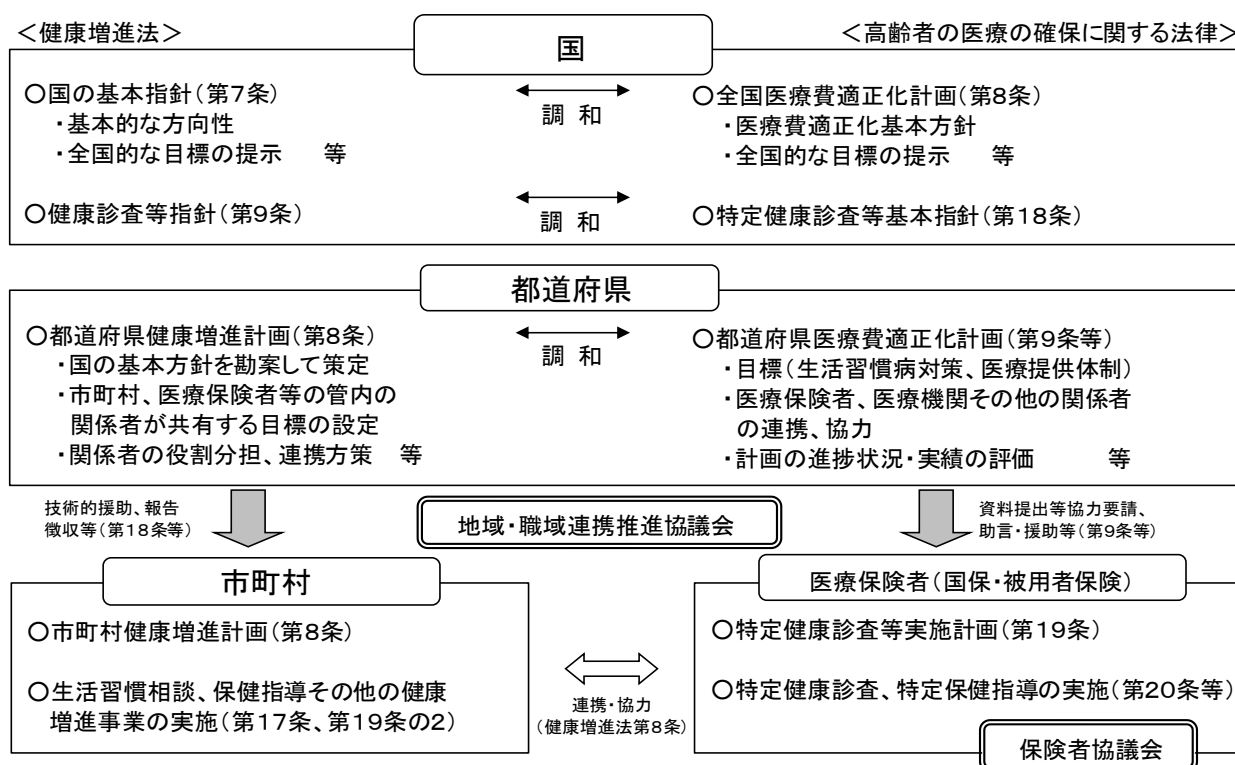 ＜健康増進法＞
国
＜高齢者の医療の確保に関する法律＞
○国の基本指針（第７条）
・基本的な方向性
・全国的な目標の提示　等
調 和
○全国医療費適正化計画（第８条）
・医療費適正化基本方針
・全国的な目標の提示　等
○健康診査等指針（第９条）
調 和
○特定健康診査等基本指針（第１８条）
都道府県
○都道府県健康増進計画（第８条）
・国の基本方針を勘案して策定
・市町村、医療保険者等の管内の
関係者が共有する目標の設定
・関係者の役割分担、連携方策　等
調 和
○都道府県医療費適正化計画（第９条等）
・目標（生活習慣病対策、医療提供体制）
・医療保険者、医療機関その他の関係者
の連携、協力
・計画の進捗状況・実績の評価　等
技術的援助、報告
徴収等（第１８条等）
地域・職域連携推進協議会
資料提出等協力要請、
助言・援助等（第９条等）
市町村
○市町村健康増進計画（第８条）
○生活習慣相談、保健指導その他の健康
増進事業の実施（第１７条、第１９条の２）
連携・協力
（健康増進法第８条）
医療保険者（国保・被用者保険）
○特定健康診査等実施計画（第１９条）
○特定健康診査、特定保健指導の実施（第２０条等）
保険者協議会